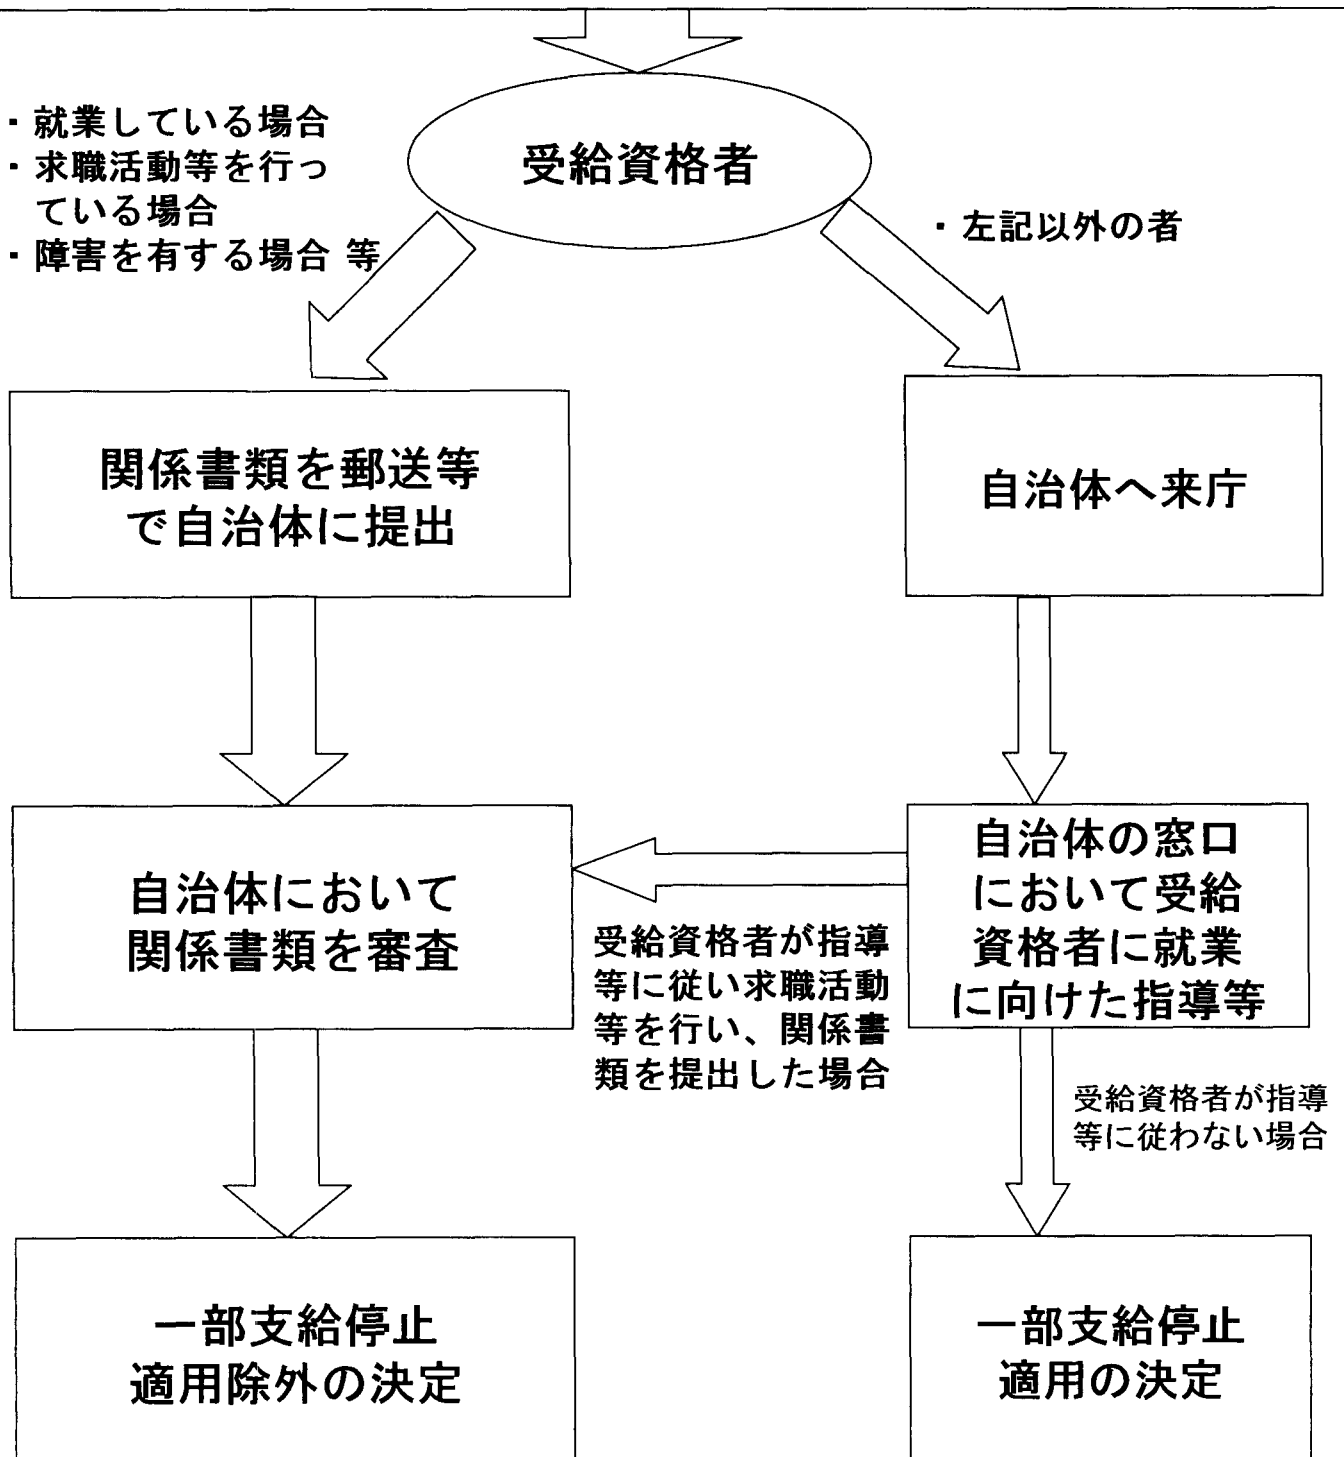 ・就業している場合
・求職活動等を行っ
ている場合
・障害を有する場合 等
受給資格者
・左記以外の者
関係書類を郵送等
で自治体に提出
自治体へ来庁
自治体において
関係書類を審査
受給資格者が指導
等に従い求職活動
等を行い、関係書
類を提出した場合
自治体の窓口
において受給
資格者に就業
に向けた指導等
受給資格者が指導
等に従わない場合
一部支給停止
適用除外の決定
一部支給停止
適用の決定